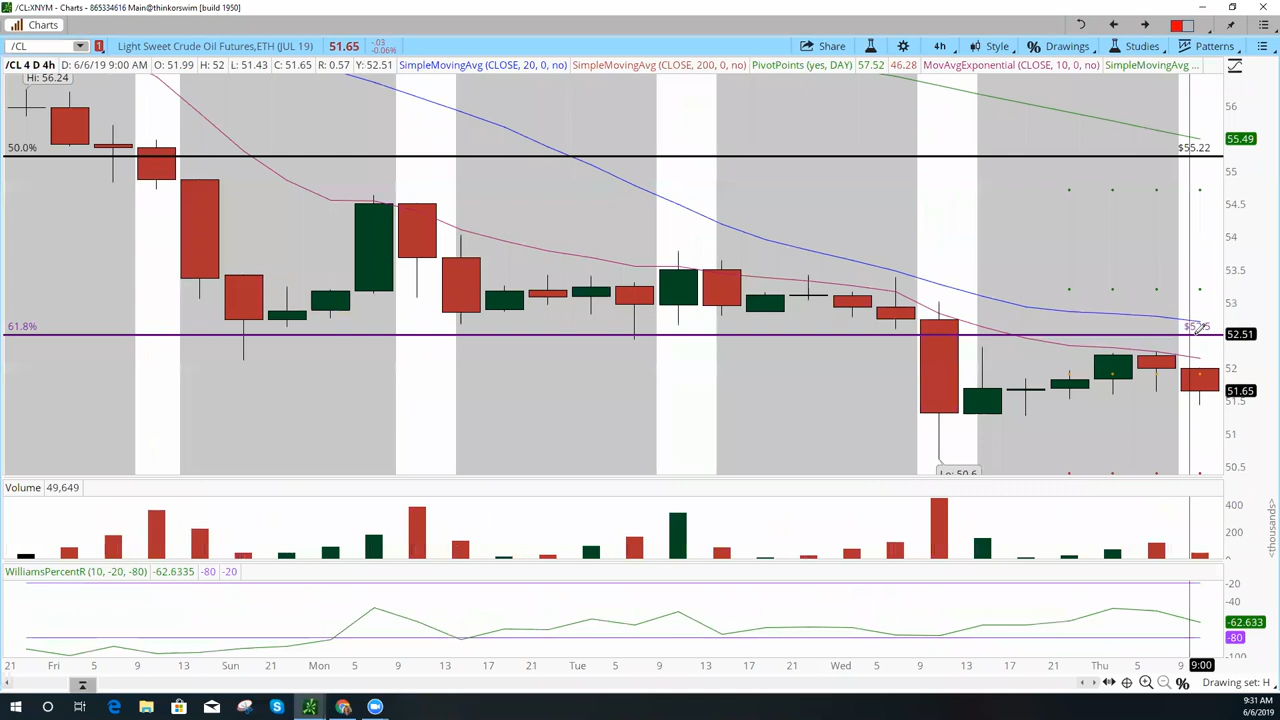 /CL:XNYM - Charts - 865334616 Main@thinkorswim [build 1950]
Charts
/CL 1 Light Sweet Crude Oil Futures,ETH (JUL 19) 51.65 -.03 -0.06% Share 4h Style Drawings Studies Patterns
/CL 4 D 4h D: 6/6/19 9:00 AM O: 51.99 H: 52 L: 51.43 C: 51.65 R: 0.57 Y: 52.51 SimpleMovingAvg (CLOSE, 20, 0, no) SimpleMovingAvg (CLOSE, 200, 0, no) PivotPoints (yes, DAY) 57.52 46.28 MovAvgExponential (CLOSE, 10, 0, no) SimpleMovingAvg ...
Hi: 56.24
56
55.49
50.0% $55.22
55
54.5
54
53.5
53
61.8%
52.51
52
51.65
51.5
51
Lo: 50.6 50.5
Volume 49,649
400
200
<thousands>
WilliamsPercentR (10, -20, -80) -62.6335 -80 -20
-20
-40
-62.633
-80
-100
21 Fri 5 9 13 Sun 21 Mon 5 9 13 17 21 Tue 5 9 13 17 21 Wed 5 9 13 17 21 Thu 5 9 9:00
Drawing set: H
9:31 AM
6/6/2019